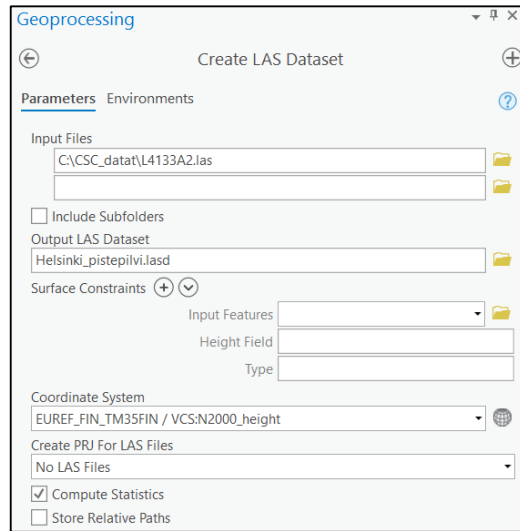 Geoprocessing
Create LAS Dataset
Parameters Environments
Input Files
C:\CSC_datat\L4133A2.las
Include Subfolders
Output LAS Dataset
Helsinki_pistepilvi.lasd
Surface Constraints
Input Features
Height Field
Type
Coordinate System
EUREF_FIN_TM35FIN / VCS:N2000_height
Create PRJ For LAS Files
No LAS Files
Compute Statistics
Store Relative Paths